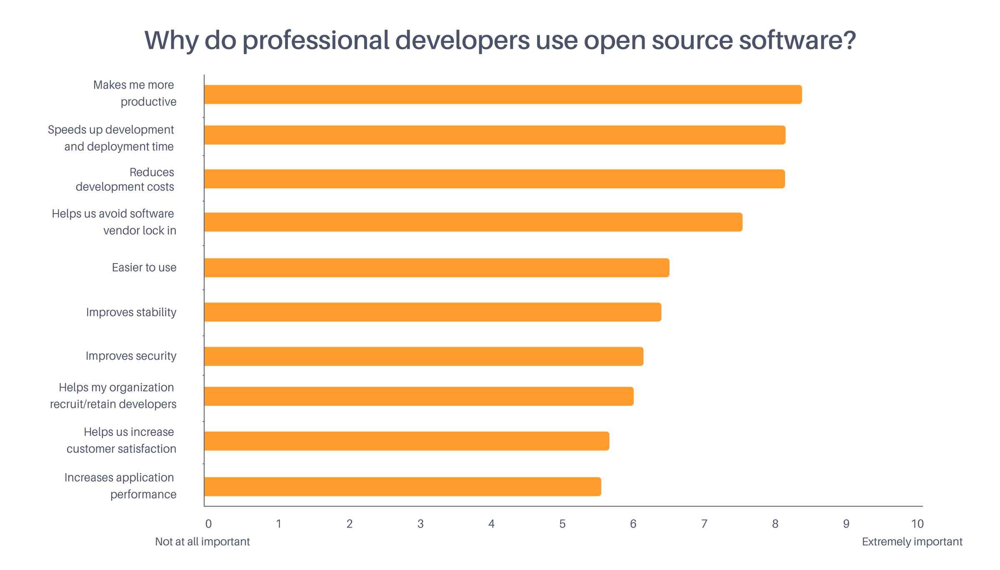 Why do professional developers use open source software?
Makes me more
productive
Speeds up development
and deployment time
Reduces
development costs
Helps us avoid software
vendor lock in
Easier to use
Improves stability
Improves security
Helps my organization
recruit/retain developers
Helps us increase
customer satisfaction
Increases application
performance
0 1 2 3 4 5 6 7 8 9 10
Not at all important Extremely important